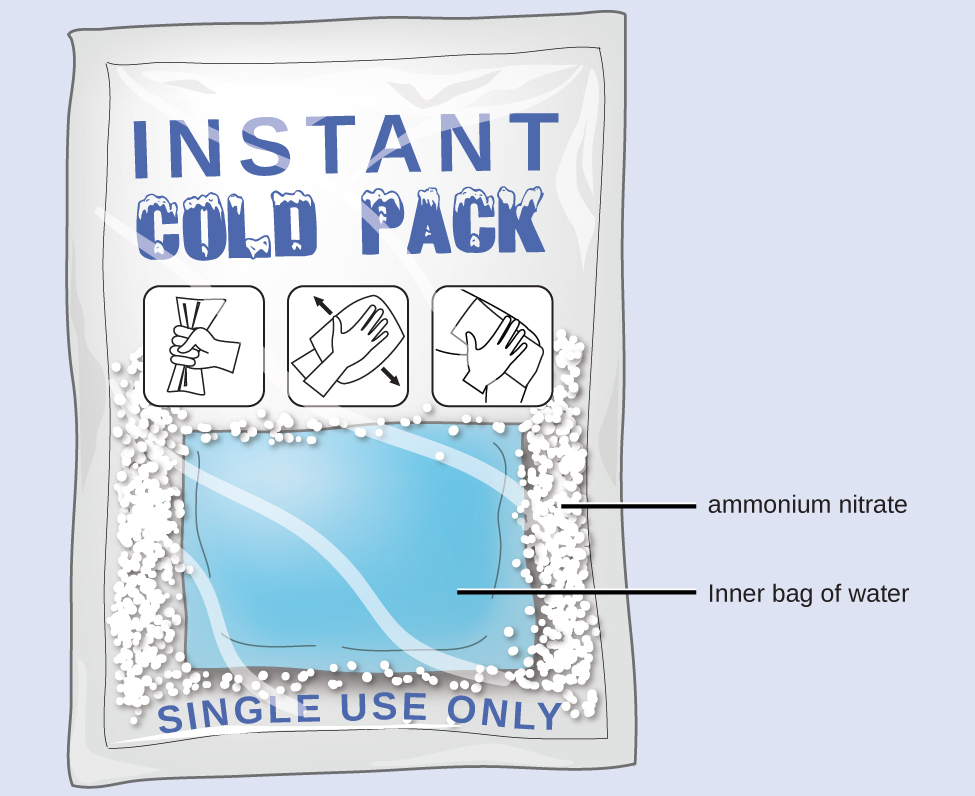 INSTANT
COLD PACK
ammonium nitrate
Inner bag of water
SINGLE USE ONLY